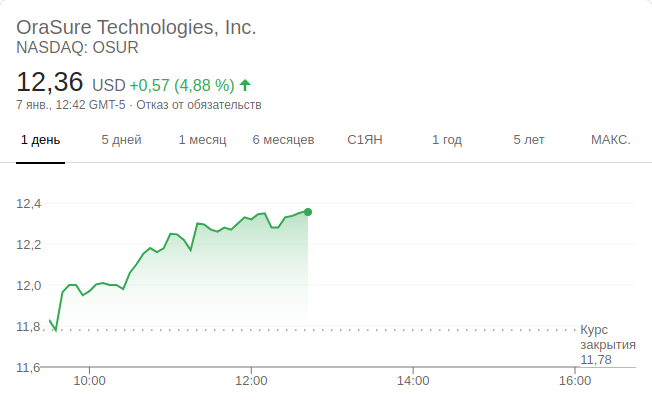 OraSure Technologies, Inc.
NASDAQ: OSUR
12,36 USD +0,57 (4,88 %) ↑
7 янв., 12:42 GMT-5 · Отказ от обязательств
1 день 5 дней 1 месяц 6 месяцев С1ЯН 1 год 5 лет МАКС.
12,4
12,2
12,0
11,8
Курс
закрытия
11,78
11,6
10:00 12:00 14:00 16:00